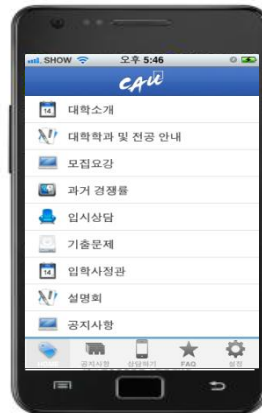 SHOW 오후 5:46
CAU
대학소개
대학학과 및 전공 안내
모집요강
과거 경쟁률
입시상담
기출문제
입학사정관
설명회
공지사항
공지사항 상담하기 FAQ 설정